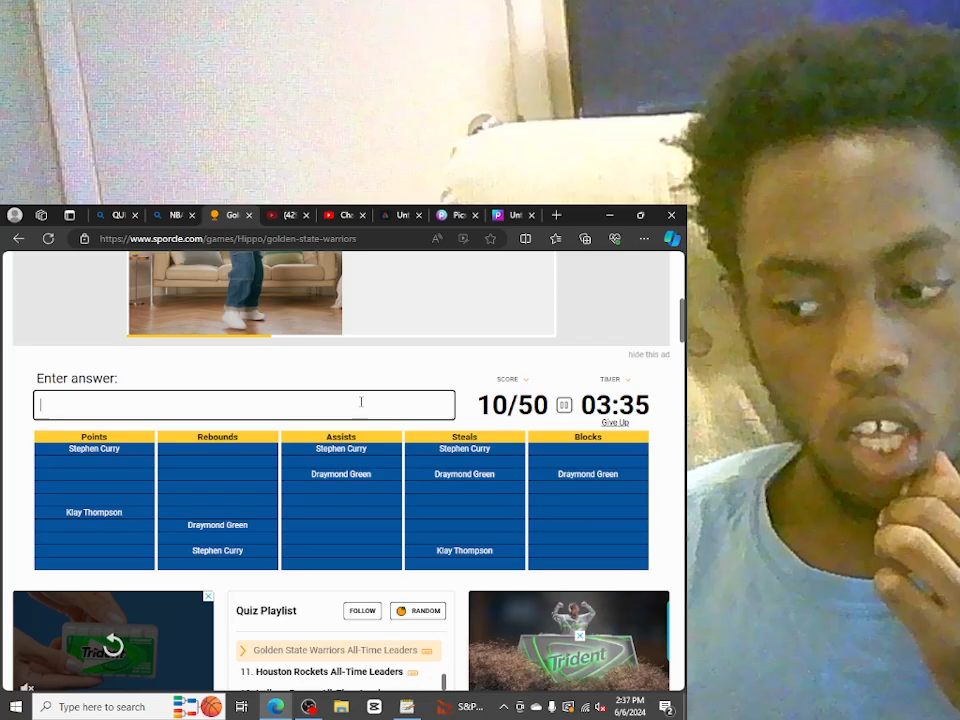 QU
NBA
Gol
(42
Cha
Unt
Pics
Unt
https://www.sporcle.com/games/Hippo/golden-state-warriors
hide this ad
Enter answer:
SCORE
TIMER
10/50
03:35
Give Up
Points Rebounds Assists Steals Blocks
Stephen Curry Stephen Curry Stephen Curry
Draymond Green Draymond Green Draymond Green
Klay Thompson
Draymond Green
Stephen Curry Klay Thompson
Quiz Playlist
FOLLOW
RANDOM
Golden State Warriors All-Time Leaders
11. Houston Rockets All-Time Leaders
Trident
Trident
Type here to search
S&P...
2:37 PM
6/6/2024
2